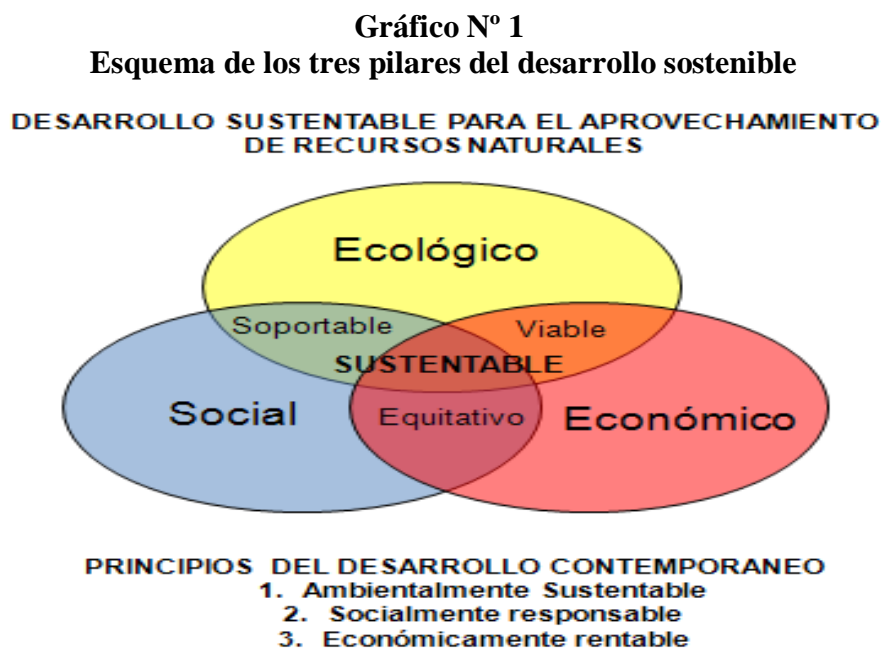 Gráfico Nº 1
Esquema de los tres pilares del desarrollo sostenible
DESARROLLO SUSTENTABLE PARA EL APROVECHAMIENTO
DE RECURSOS NATURALES
Ecológico
Soportable
Viable
SUSTENTABLE
Social
Equitativo
Económico
PRINCIPIOS DEL DESARROLLO CONTEMPORANEO
1. Ambientalmente Sustentable
2. Socialmente responsable
3. Económicamente rentable